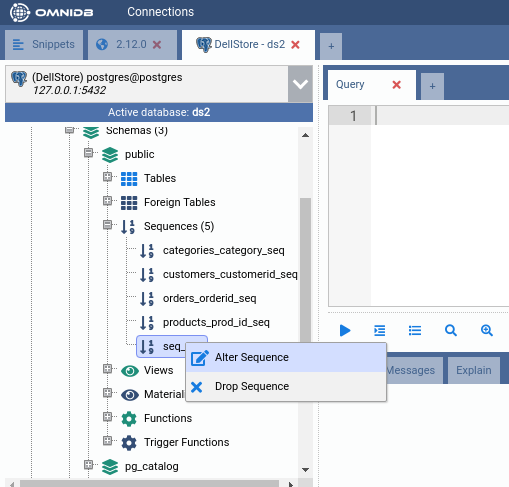 OMNIDB Connections
Snippets 2.12.0 DellStore - ds2 +
(DellStore) postgres@postgres
127.0.0.1:5432
Active database: ds2
Schemas (3)
public
Tables
Foreign Tables
Sequences (5)
categories_category_seq
customers_customerid_seq
orders_orderid_seq
products_prod_id_seq
seq_
Alter Sequence
Drop Sequence
Views
Material
Functions
Trigger Functions
pg_catalog
Query +
1
Messages Explain